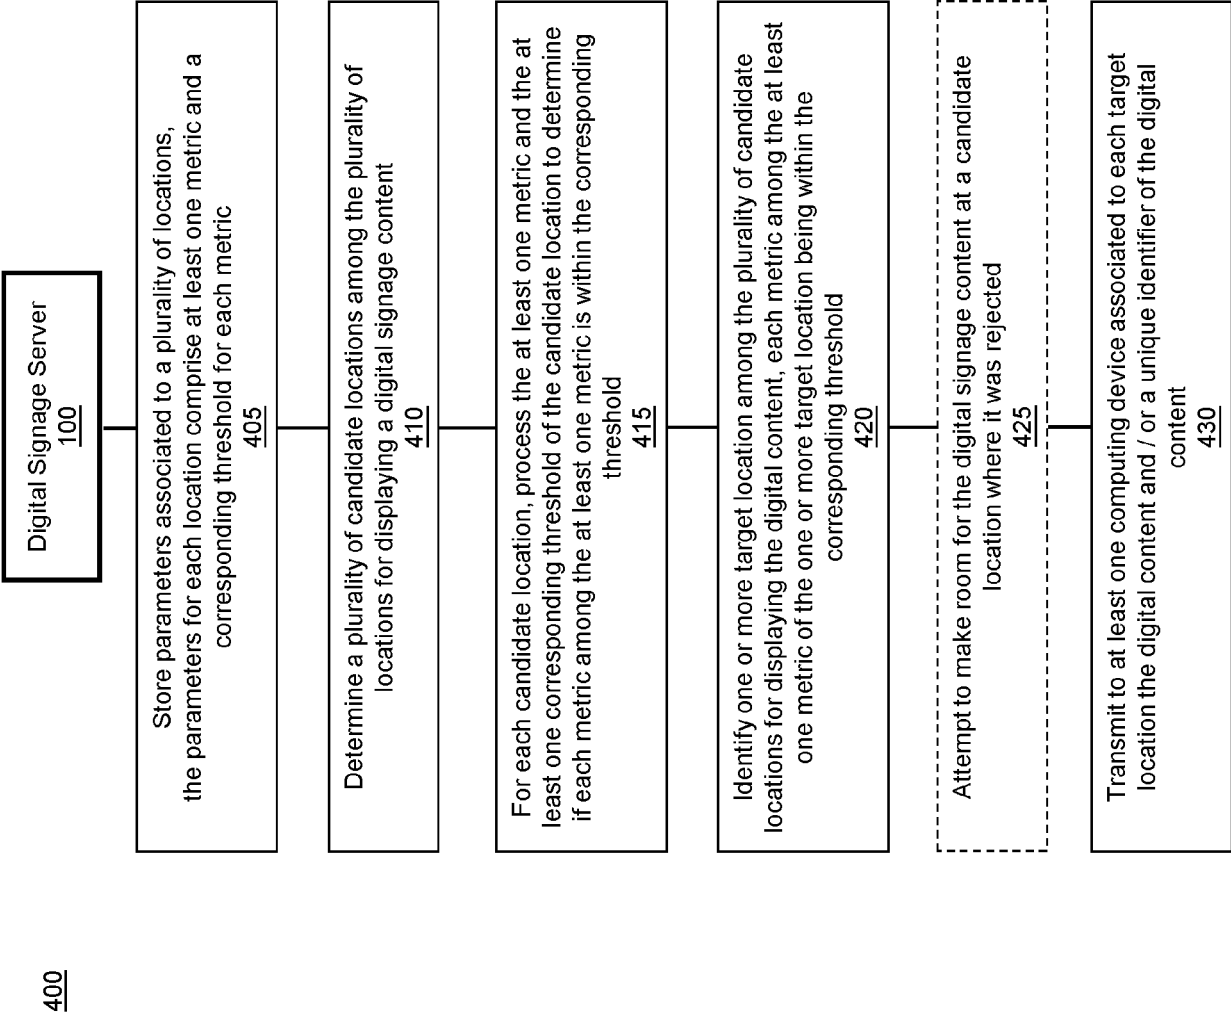 400
Digital Signage Server
100
Store parameters associated to a plurality of locations,
the parameters for each location comprise at least one metric and a
corresponding threshold for each metric
405
Determine a plurality of candidate locations among the plurality of
locations for displaying a digital signage content
410
For each candidate location, process the at least one metric and the at
least one corresponding threshold of the candidate location to determine
if each metric among the at least one metric is within the corresponding
threshold
415
Identify one or more target location among the plurality of candidate
locations for displaying the digital content, each metric among the at least
one metric of the one or more target location being within the
corresponding threshold
420
Attempt to make room for the digital signage content at a candidate
location where it was rejected
425
Transmit to at least one computing device associated to each target
location the digital content and / or a unique identifier of the digital
content
430